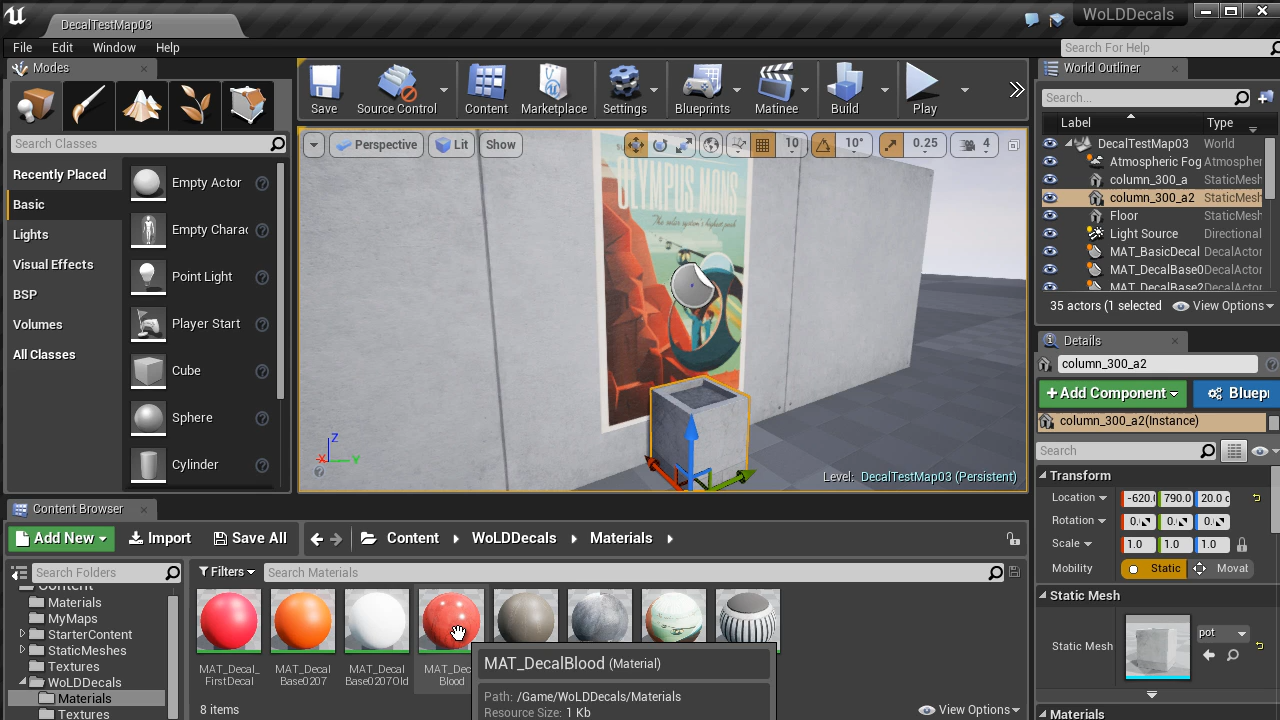 DecalTestMap03
WoLDDecals
File Edit Window Help
Search For Help
Modes
Search Classes
Recently Placed
Basic
Lights
Visual Effects
BSP
Volumes
All Classes
Empty Actor
Empty Charac
Point Light
Player Start
Cube
Sphere
Cylinder
Save
Source Control
Content
Marketplace
Settings
Blueprints
Matinee
Build
Play
Perspective
Lit
Show
10
10°
0.25
4
OLYMPUS MONS
The solar system's highest peak
Z
X
Y
Level: DecalTestMap03 (Persistent)
World Outliner
Search...
Label Type
DecalTestMap03 World
Atmospheric Fog Atmospher
column_300_a StaticMesh
column_300_a2 StaticMesh
Floor StaticMesh
Light Source Directional
MAT_BasicDecal DecalActor
MAT_DecalBase0 DecalActor
MAT_DecalBase2 DecalActor
35 actors (1 selected
View Options
Details
column_300_a2
Add Component
Bluepr
column_300_a2(Instance)
Search
Transform
Location -620.( 790.0 20.0 c
Rotation 0. 0. 0.
Scale 1.0 1.0 1.0
Mobility Static Movat
Static Mesh
Static Mesh
pot
Materials
Content Browser
Add New
Import
Save All
Content
WoLDDecals
Materials
Search Folders
Filters
Search Materials
Content
Materials
MyMaps
StarterContent
StaticMeshes
Textures
WoLDDecals
Materials
Textures
MAT_Decal_
FirstDecal
MAT_Decal
Base0207
MAT_Decal
Base0207Old
MAT_Dec
Blood
MAT_DecalBlood (Material)
Path: /Game/WoLDDecals/Materials
Resource Size: 1 Kb
8 items
View Options